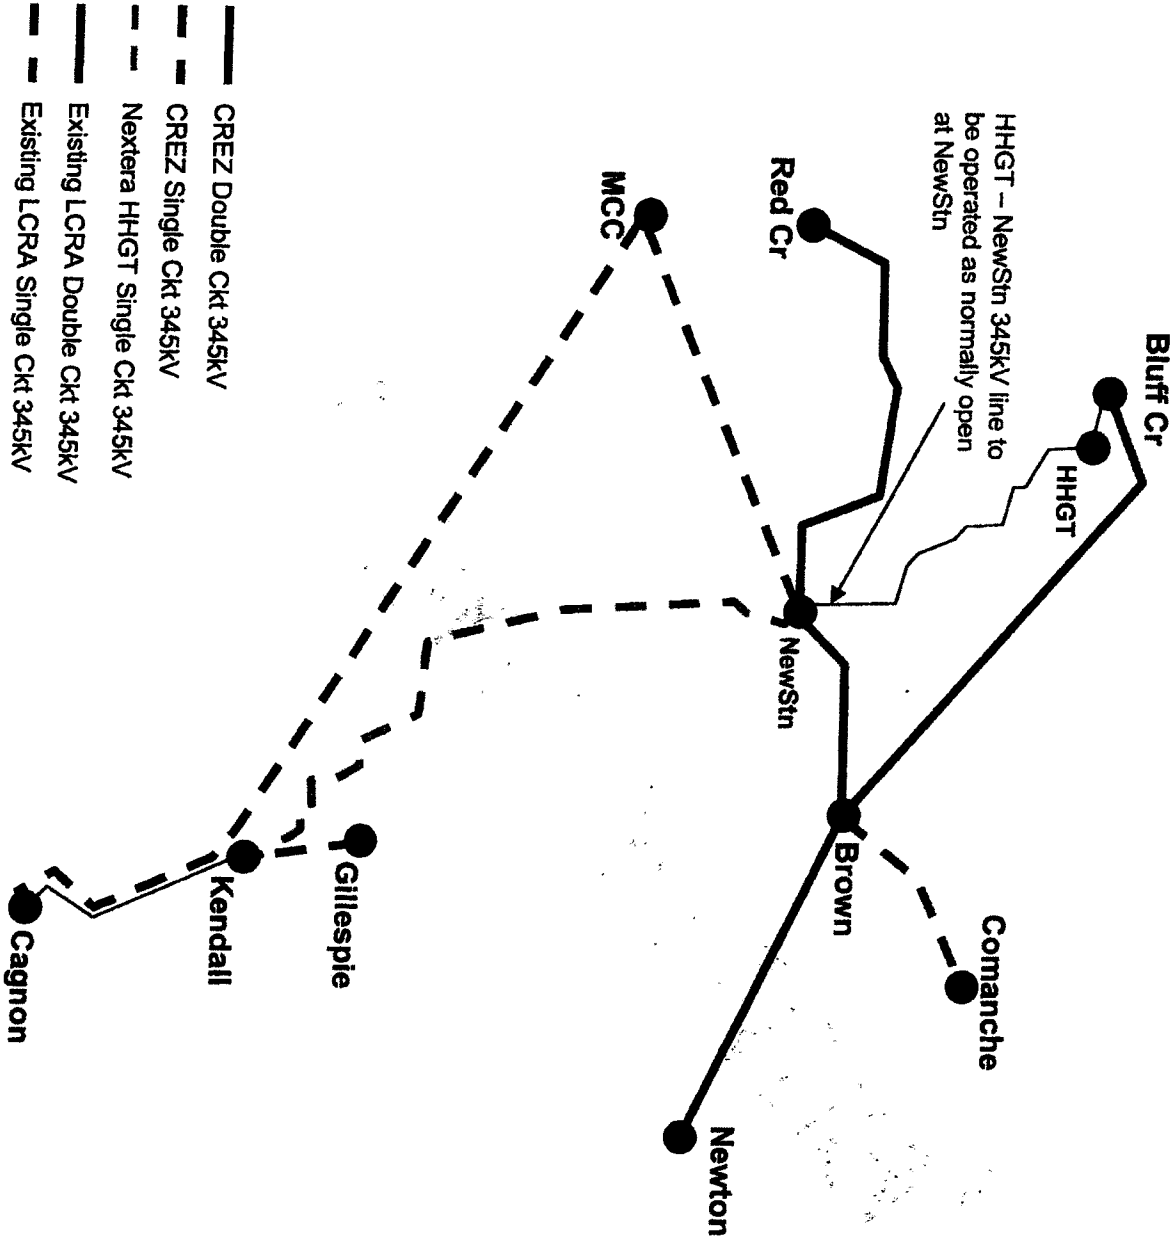 Bluff Cr
HHGT
HHGT – NewStn 345kV line to
be operated as normally open
at NewStn
Red Cr
MCC
NewStn
Brown
Comanche
Newton
Gillespie
Kendall
Cagnon
CREZ Double Ckt 345kV
CREZ Single Ckt 345kV
Nextera HHGT Single Ckt 345kV
Existing LCRA Double Ckt 345kV
Existing LCRA Single Ckt 345kV